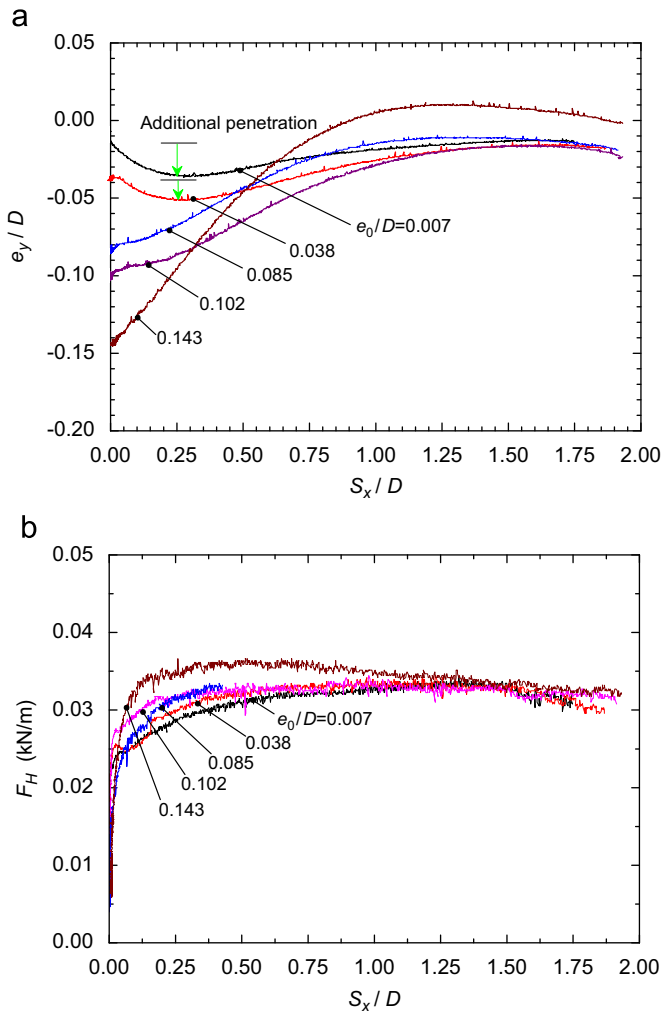 a
0.05
0.00
-0.05
-0.10
-0.15
-0.20
e_y / D
Additional penetration
e_0/D=0.007
0.038
0.085
0.102
0.143
0.00 0.25 0.50 0.75 1.00 1.25 1.50 1.75 2.00
S_x / D
b
0.05
0.04
0.03
0.02
0.01
0.00
F_H (kN/m)
e_0/D=0.007
0.038
0.085
0.102
0.143
0.00 0.25 0.50 0.75 1.00 1.25 1.50 1.75 2.00
S_x / D